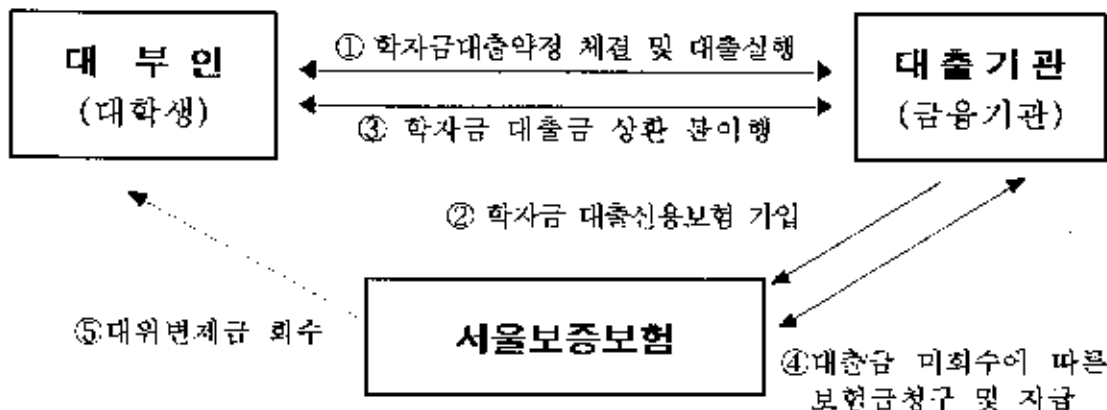 대 부 인
(대학생)
① 학자금대출약정 체결 및 대출실행
③ 학자금 대출금 상환 불이행
대 출 기 관
(금융기관)
② 학자금 대출신용보험 가입
⑤대위변제금 회수
서울보증보험
④대출금 미회수에 따른
보험금청구 및 지급